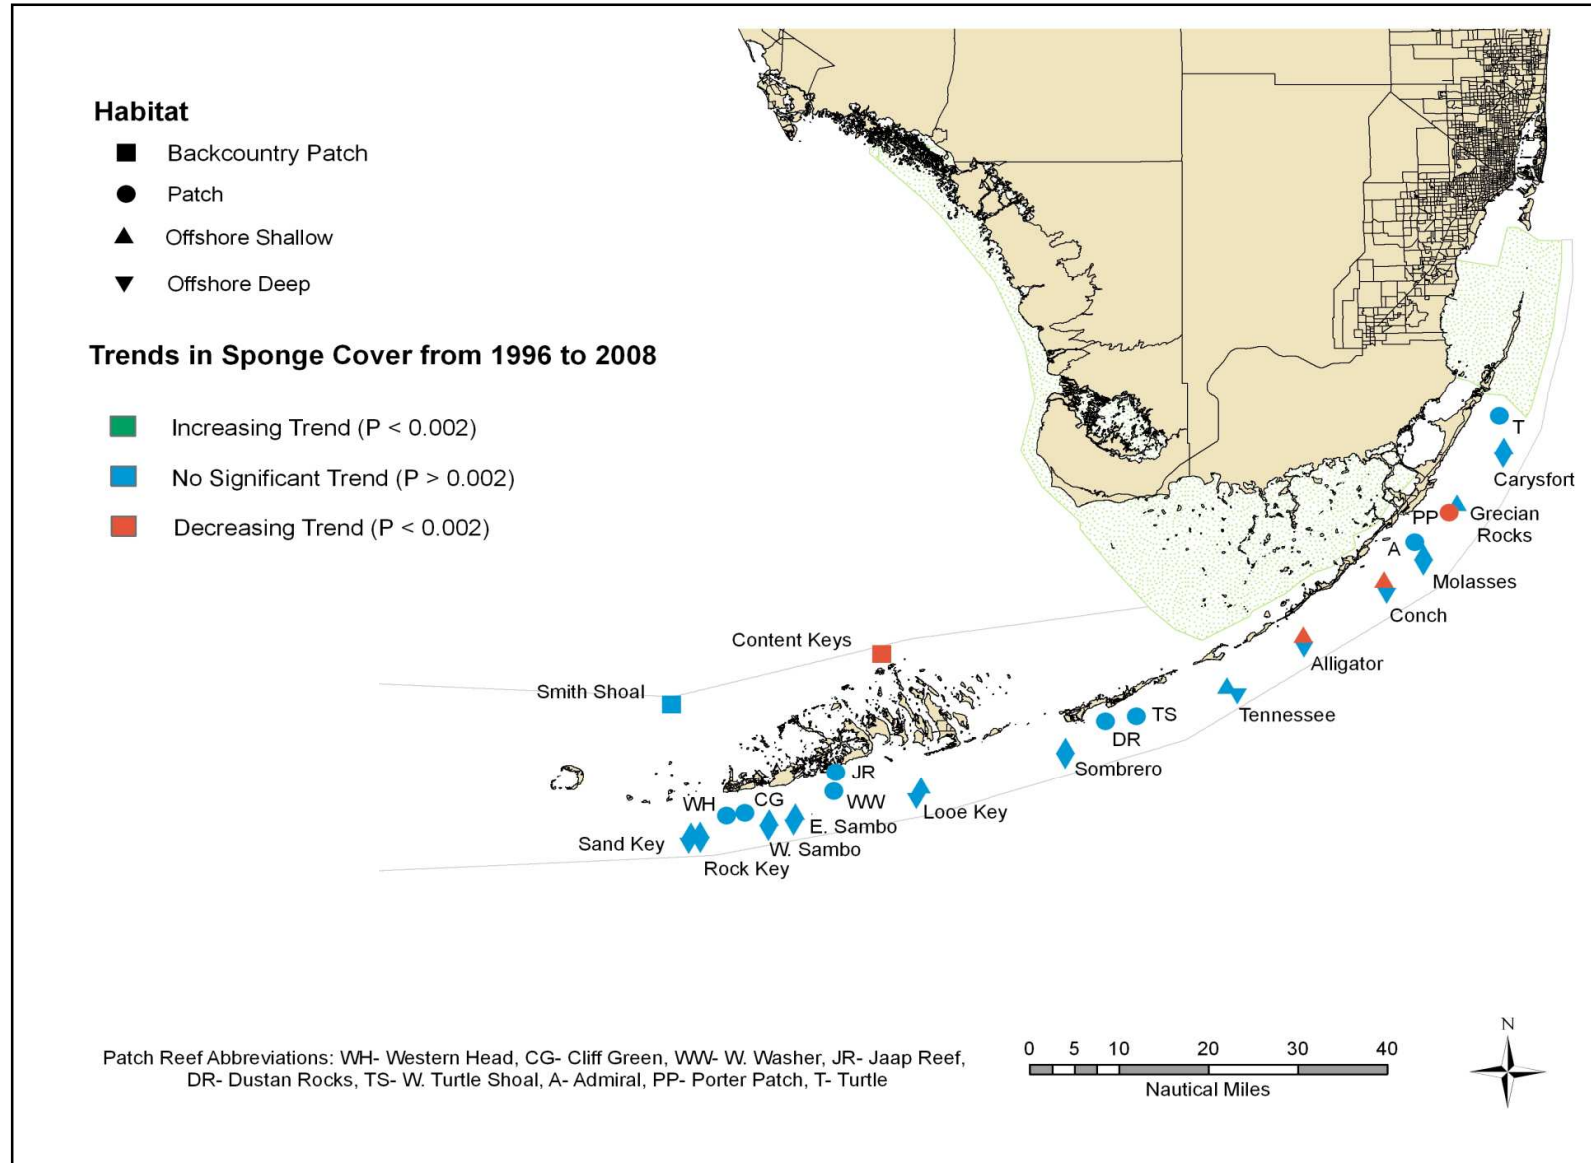 Habitat
Backcountry Patch
Patch
Offshore Shallow
Offshore Deep
Trends in Sponge Cover from 1996 to 2008
Increasing Trend (P < 0.002)
No Significant Trend (P > 0.002)
Decreasing Trend (P < 0.002)
T
Carysfort
PP
Grecian
Rocks
A
Molasses
Conch
Content Keys
Alligator
Smith Shoal
TS
Tennessee
DR
Sombrero
JR
WH
CG
WW
Looe Key
E. Sambo
Sand Key
W. Sambo
Rock Key
Patch Reef Abbreviations: WH- Western Head, CG- Cliff Green, WW- W. Washer, JR- Jaap Reef,
DR- Dustan Rocks, TS- W. Turtle Shoal, A- Admiral, PP- Porter Patch, T- Turtle
0 5 10 20 30 40
Nautical Miles
N